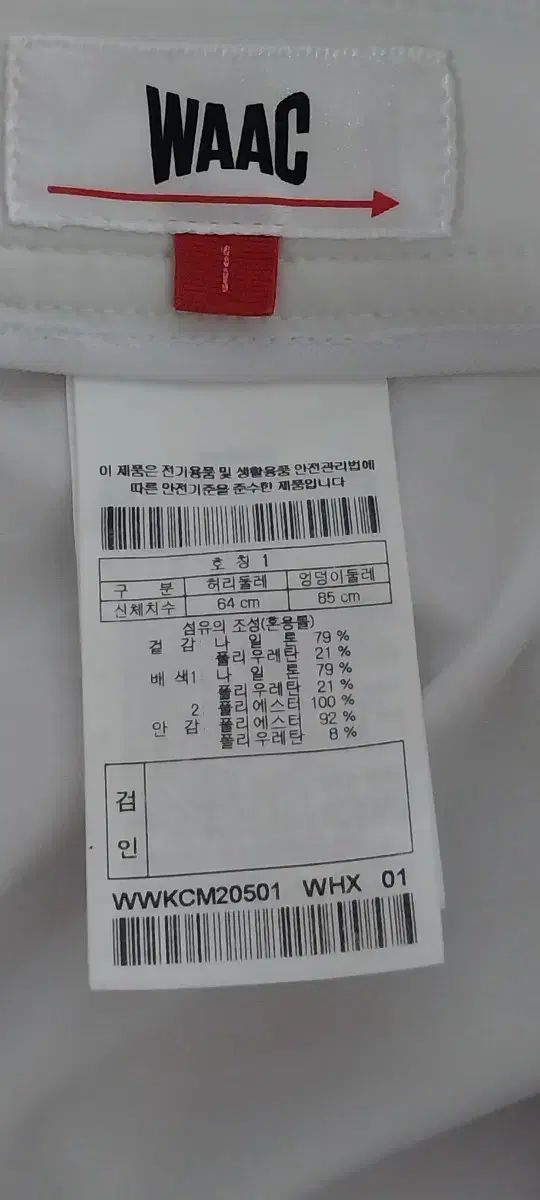 WAAC
이 제품은 전기용품 및 생활용품 안전관리법에
따른 안전기준을 준수한 제품입니다
호 칭 1
구 분 허리둘레 엉덩이둘레
신체치수 64 cm 85 cm
섬유의 조성(혼용률)
겉 감 나 일 론 79 %
폴리우레탄 21 %
배 색1 나 일 론 79 %
폴리우레탄 21 %
2 폴리에스터 100 %
안 감 폴리에스터 92 %
폴리우레탄 8 %
검
인
WWKCM20501 WHX 01